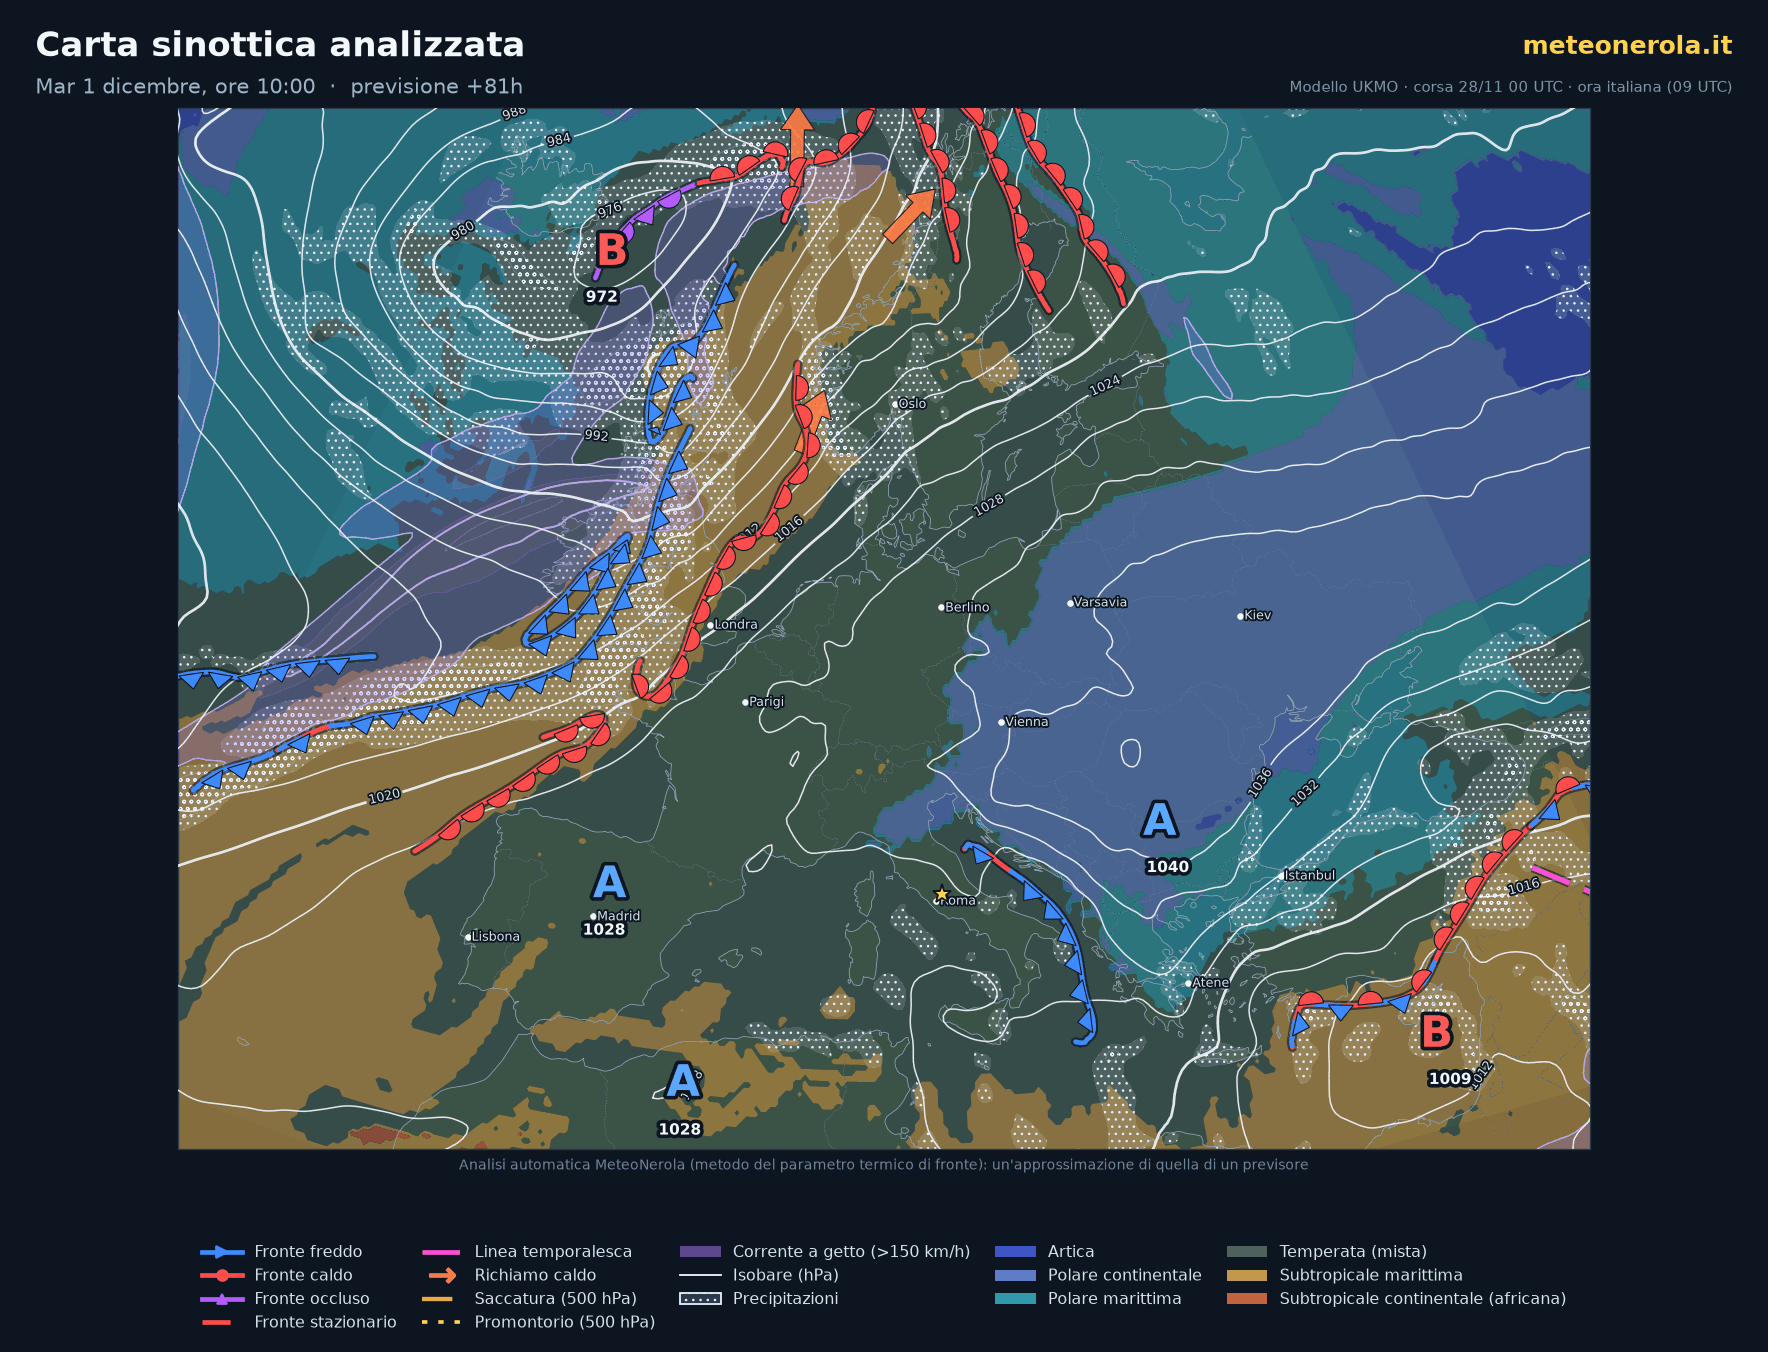 Carta sinottica analizzata
meteonerola.it
Mar 1 dicembre, ore 10:00 · previsione +81h
Modello UKMO · corsa 28/11 00 UTC · ora italiana (09 UTC)
988
984
976
980
B
972
992
1024
Oslo
1028
12
1016
Berlino
Varsavia
Kiev
Londra
Parigi
Vienna
1036
1032
1020
A
1040
A
Istanbul
1016
Roma
Madrid
1028
Lisbona
Atene
B
1009
1012
A
8
1028
Analisi automatica MeteoNerola (metodo del parametro termico di fronte): un'approssimazione di quella di un previsore
Fronte freddo
Linea temporalesca
Corrente a getto (>150 km/h)
Artica
Temperata (mista)
Fronte caldo
Richiamo caldo
Isobare (hPa)
Polare continentale
Subtropicale marittima
Fronte occluso
Saccatura (500 hPa)
Precipitazioni
Polare marittima
Subtropicale continentale (africana)
Fronte stazionario
Promontorio (500 hPa)